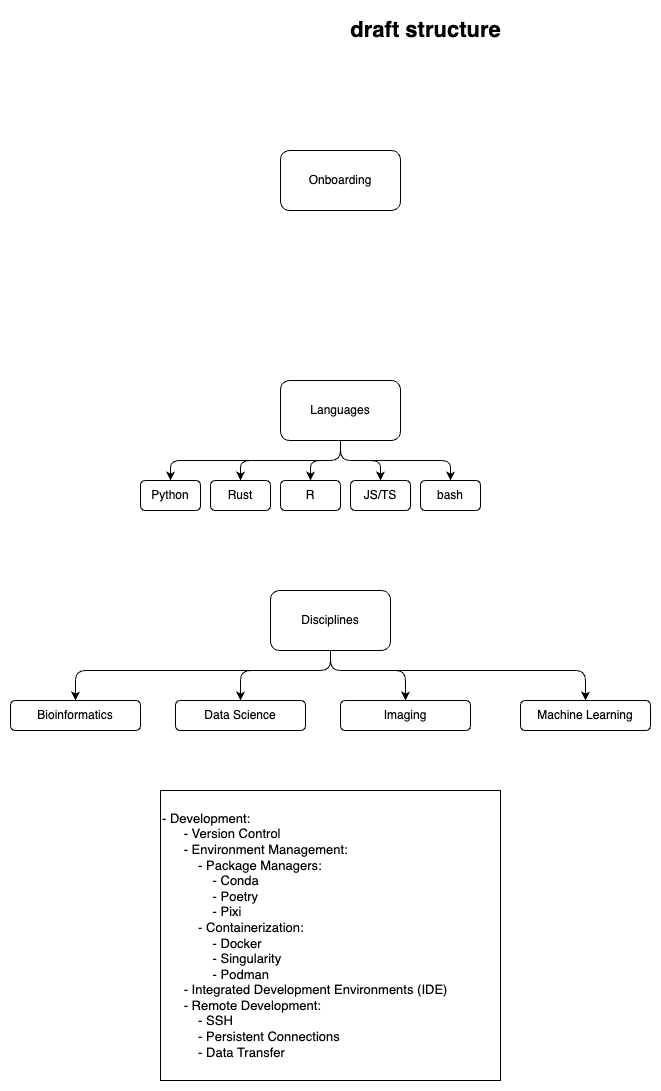 draft structure
Onboarding
Languages
Python
Rust
R
JS/TS
bash
Disciplines
Bioinformatics
Data Science
Imaging
Machine Learning
- Development:
- Version Control
- Environment Management:
- Package Managers:
- Conda
- Poetry
- Pixi
- Containerization:
- Docker
- Singularity
- Podman
- Integrated Development Environments (IDE)
- Remote Development:
- SSH
- Persistent Connections
- Data Transfer